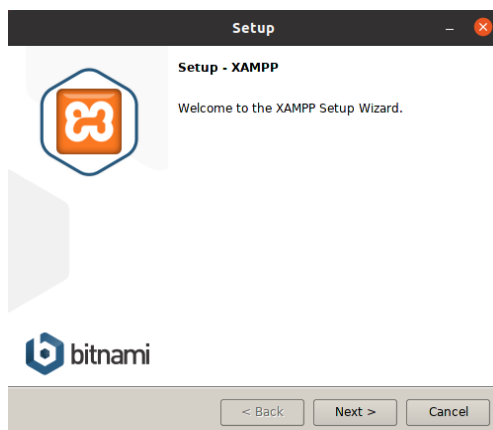 Setup
Setup - XAMPP
Welcome to the XAMPP Setup Wizard.
bitnami
< Back Next > Cancel